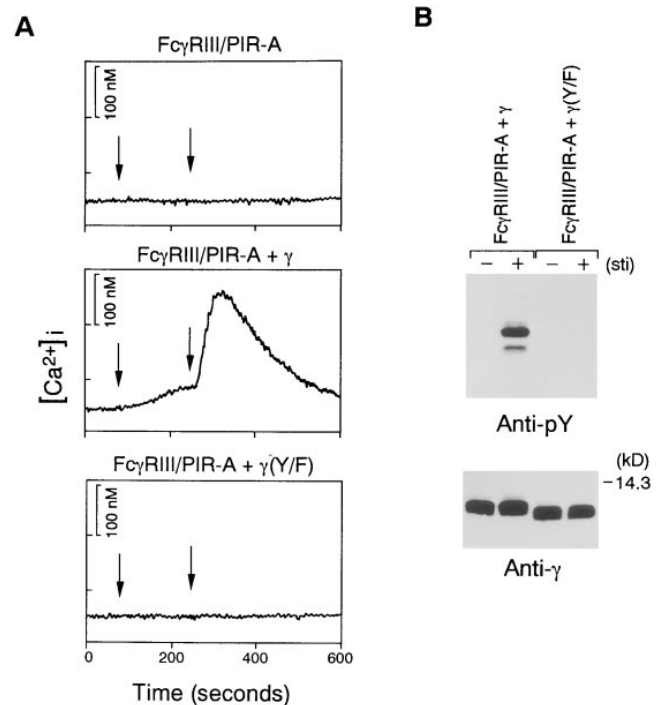 A
FcγRIII/PIR-A
100 nM
FcγRIII/PIR-A + γ
100 nM
[Ca²⁺]i
FcγRIII/PIR-A + γ(Y/F)
100 nM
0 200 400 600
Time (seconds)
B
FcγRIII/PIR-A + γ
FcγRIII/PIR-A + γ(Y/F)
− + − + (sti)
Anti-pY
(kD)
−14.3
Anti-γ